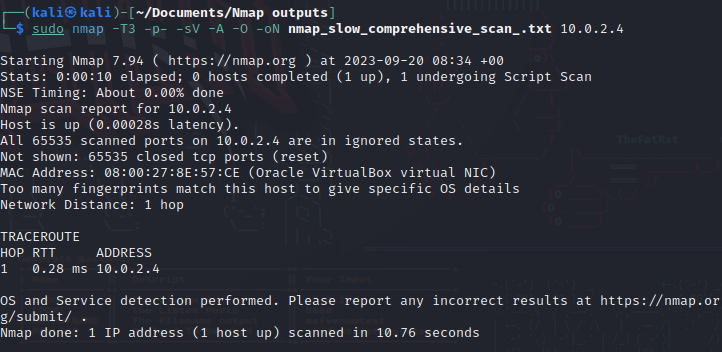 ┌──(kali㉿kali)-[~/Documents/Nmap outputs]
└─$ sudo nmap -T3 -p- -sV -A -O -oN nmap_slow_comprehensive_scan_.txt 10.0.2.4
Starting Nmap 7.94 ( https://nmap.org ) at 2023-09-20 08:34 +00
Stats: 0:00:10 elapsed; 0 hosts completed (1 up), 1 undergoing Script Scan
NSE Timing: About 0.00% done
Nmap scan report for 10.0.2.4
Host is up (0.00028s latency).
All 65535 scanned ports on 10.0.2.4 are in ignored states.
Not shown: 65535 closed tcp ports (reset)
MAC Address: 08:00:27:8E:57:CE (Oracle VirtualBox virtual NIC)
Too many fingerprints match this host to give specific OS details
Network Distance: 1 hop
TheFatRat
TRACEROUTE
HOP RTT     ADDRESS
1   0.28 ms 10.0.2.4
OS and Service detection performed. Please report any incorrect results at https://nmap.or
g/submit/ .
Nmap done: 1 IP address (1 host up) scanned in 10.76 seconds